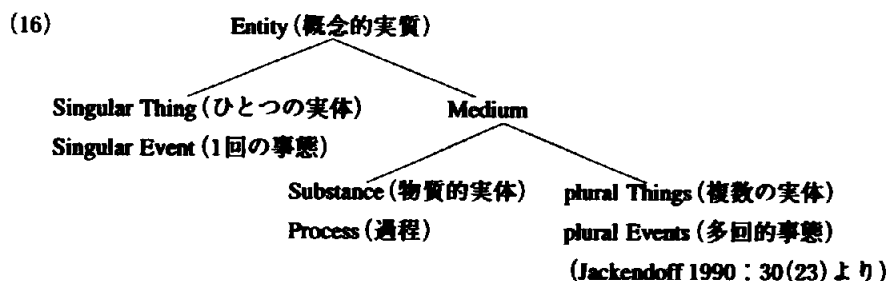 (16) Entity (概念的実質)
Singular Thing (ひとつの実体) Medium
Singular Event (1回の事態)
Substance (物質的実体) plural Things (複数の実体)
Process (過程) plural Events (多回的事態)
(Jackendoff 1990：30(23)より)